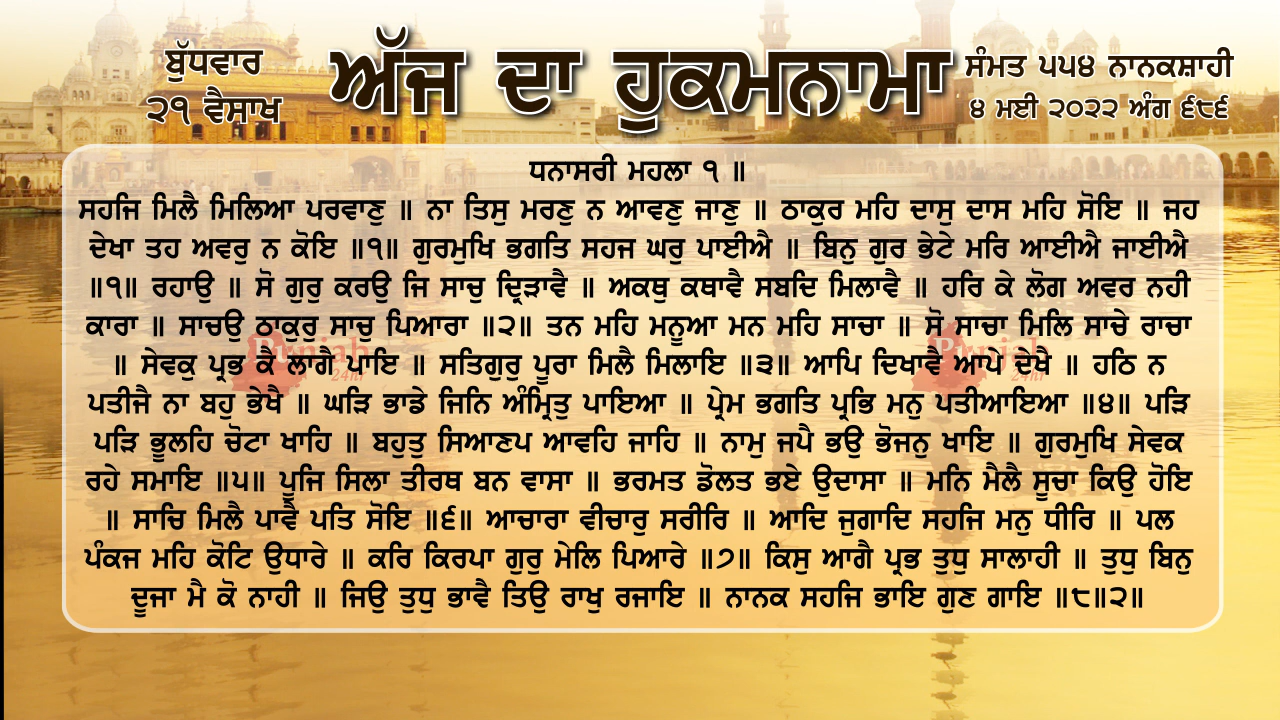 ਬੁੱਧਵਾਰ
੨੧ ਵੈਸਾਖ
ਅੱਜ ਦਾ ਹੁਕਮਨਾਮਾ
ਸੰਮਤ ੫੫੪ ਨਾਨਕਸ਼ਾਹੀ
੪ ਮਈ ੨੦੨੨ ਅੰਗ ੬੮੬
ਧਨਾਸਰੀ ਮਹਲਾ ੧ ॥
ਸਹਜਿ ਮਿਲੈ ਮਿਲਿਆ ਪਰਵਾਣੁ ॥ ਨਾ ਤਿਸੁ ਮਰਣੁ ਨ ਆਵਣੁ ਜਾਣੁ ॥ ਠਾਕੁਰ ਮਹਿ ਦਾਸੁ ਦਾਸ ਮਹਿ ਸੋਇ ॥ ਜਹ
ਦੇਖਾ ਤਹ ਅਵਰੁ ਨ ਕੋਇ ॥੧॥ ਗੁਰਮੁਖਿ ਭਗਤਿ ਸਹਜ ਘਰੁ ਪਾਈਐ ॥ ਬਿਨੁ ਗੁਰ ਭੇਟੇ ਮਰਿ ਆਈਐ ਜਾਈਐ
॥੧॥ ਰਹਾਉ ॥ ਸੋ ਗੁਰੁ ਕਰਉ ਜਿ ਸਾਚੁ ਦ੍ਰਿੜਾਵੈ ॥ ਅਕਥੁ ਕਥਾਵੈ ਸਬਦਿ ਮਿਲਾਵੈ ॥ ਹਰਿ ਕੇ ਲੋਗ ਅਵਰ ਨਹੀ
ਕਾਰਾ ॥ ਸਾਚਉ ਠਾਕੁਰੁ ਸਾਚੁ ਪਿਆਰਾ ॥੨॥ ਤਨ ਮਹਿ ਮਨੂਆ ਮਨ ਮਹਿ ਸਾਚਾ ॥ ਸੋ ਸਾਚਾ ਮਿਲਿ ਸਾਚੇ ਰਾਚਾ
॥ ਸੇਵਕੁ ਪ੍ਰਭ ਕੈ ਲਾਗੈ ਪਾਇ ॥ ਸਤਿਗੁਰੁ ਪੂਰਾ ਮਿਲੈ ਮਿਲਾਇ ॥੩॥ ਆਪਿ ਦਿਖਾਵੈ ਆਪੇ ਦੇਖੈ ॥ ਹਠਿ ਨ
ਪਤੀਜੈ ਨਾ ਬਹੁ ਭੇਖੈ ॥ ਘੜਿ ਭਾਡੇ ਜਿਨਿ ਅੰਮ੍ਰਿਤੁ ਪਾਇਆ ॥ ਪ੍ਰੇਮ ਭਗਤਿ ਪ੍ਰਭਿ ਮਨੁ ਪਤੀਆਇਆ ॥੪॥ ਪੜਿ
ਪੜਿ ਭੂਲਹਿ ਚੋਟਾ ਖਾਹਿ ॥ ਬਹੁਤੁ ਸਿਆਣਪ ਆਵਹਿ ਜਾਹਿ ॥ ਨਾਮੁ ਜਪੈ ਭਉ ਭੋਜਨੁ ਖਾਇ ॥ ਗੁਰਮੁਖਿ ਸੇਵਕ
ਰਹੇ ਸਮਾਇ ॥੫॥ ਪੂਜਿ ਸਿਲਾ ਤੀਰਥ ਬਨ ਵਾਸਾ ॥ ਭਰਮਤ ਡੋਲਤ ਭਏ ਉਦਾਸਾ ॥ ਮਨਿ ਮੈਲੈ ਸੂਚਾ ਕਿਉ ਹੋਇ
॥ ਸਾਚਿ ਮਿਲੈ ਪਾਵੈ ਪਤਿ ਸੋਇ ॥੬॥ ਆਚਾਰਾ ਵੀਚਾਰੁ ਸਰੀਰਿ ॥ ਆਦਿ ਜੁਗਾਦਿ ਸਹਜਿ ਮਨੁ ਧੀਰਿ ॥ ਪਲ
ਪੰਕਜ ਮਹਿ ਕੋਟਿ ਉਧਾਰੇ ॥ ਕਰਿ ਕਿਰਪਾ ਗੁਰੁ ਮੇਲਿ ਪਿਆਰੇ ॥੭॥ ਕਿਸੁ ਆਗੈ ਪ੍ਰਭ ਤੁਧੁ ਸਾਲਾਹੀ ॥ ਤੁਧੁ ਬਿਨੁ
ਦੂਜਾ ਮੈ ਕੋ ਨਾਹੀ ॥ ਜਿਉ ਤੁਧੁ ਭਾਵੈ ਤਿਉ ਰਾਖੁ ਰਜਾਇ ॥ ਨਾਨਕ ਸਹਜਿ ਭਾਇ ਗੁਣ ਗਾਇ ॥੮॥੨॥
Punjab
24hr
Punjab
24hr